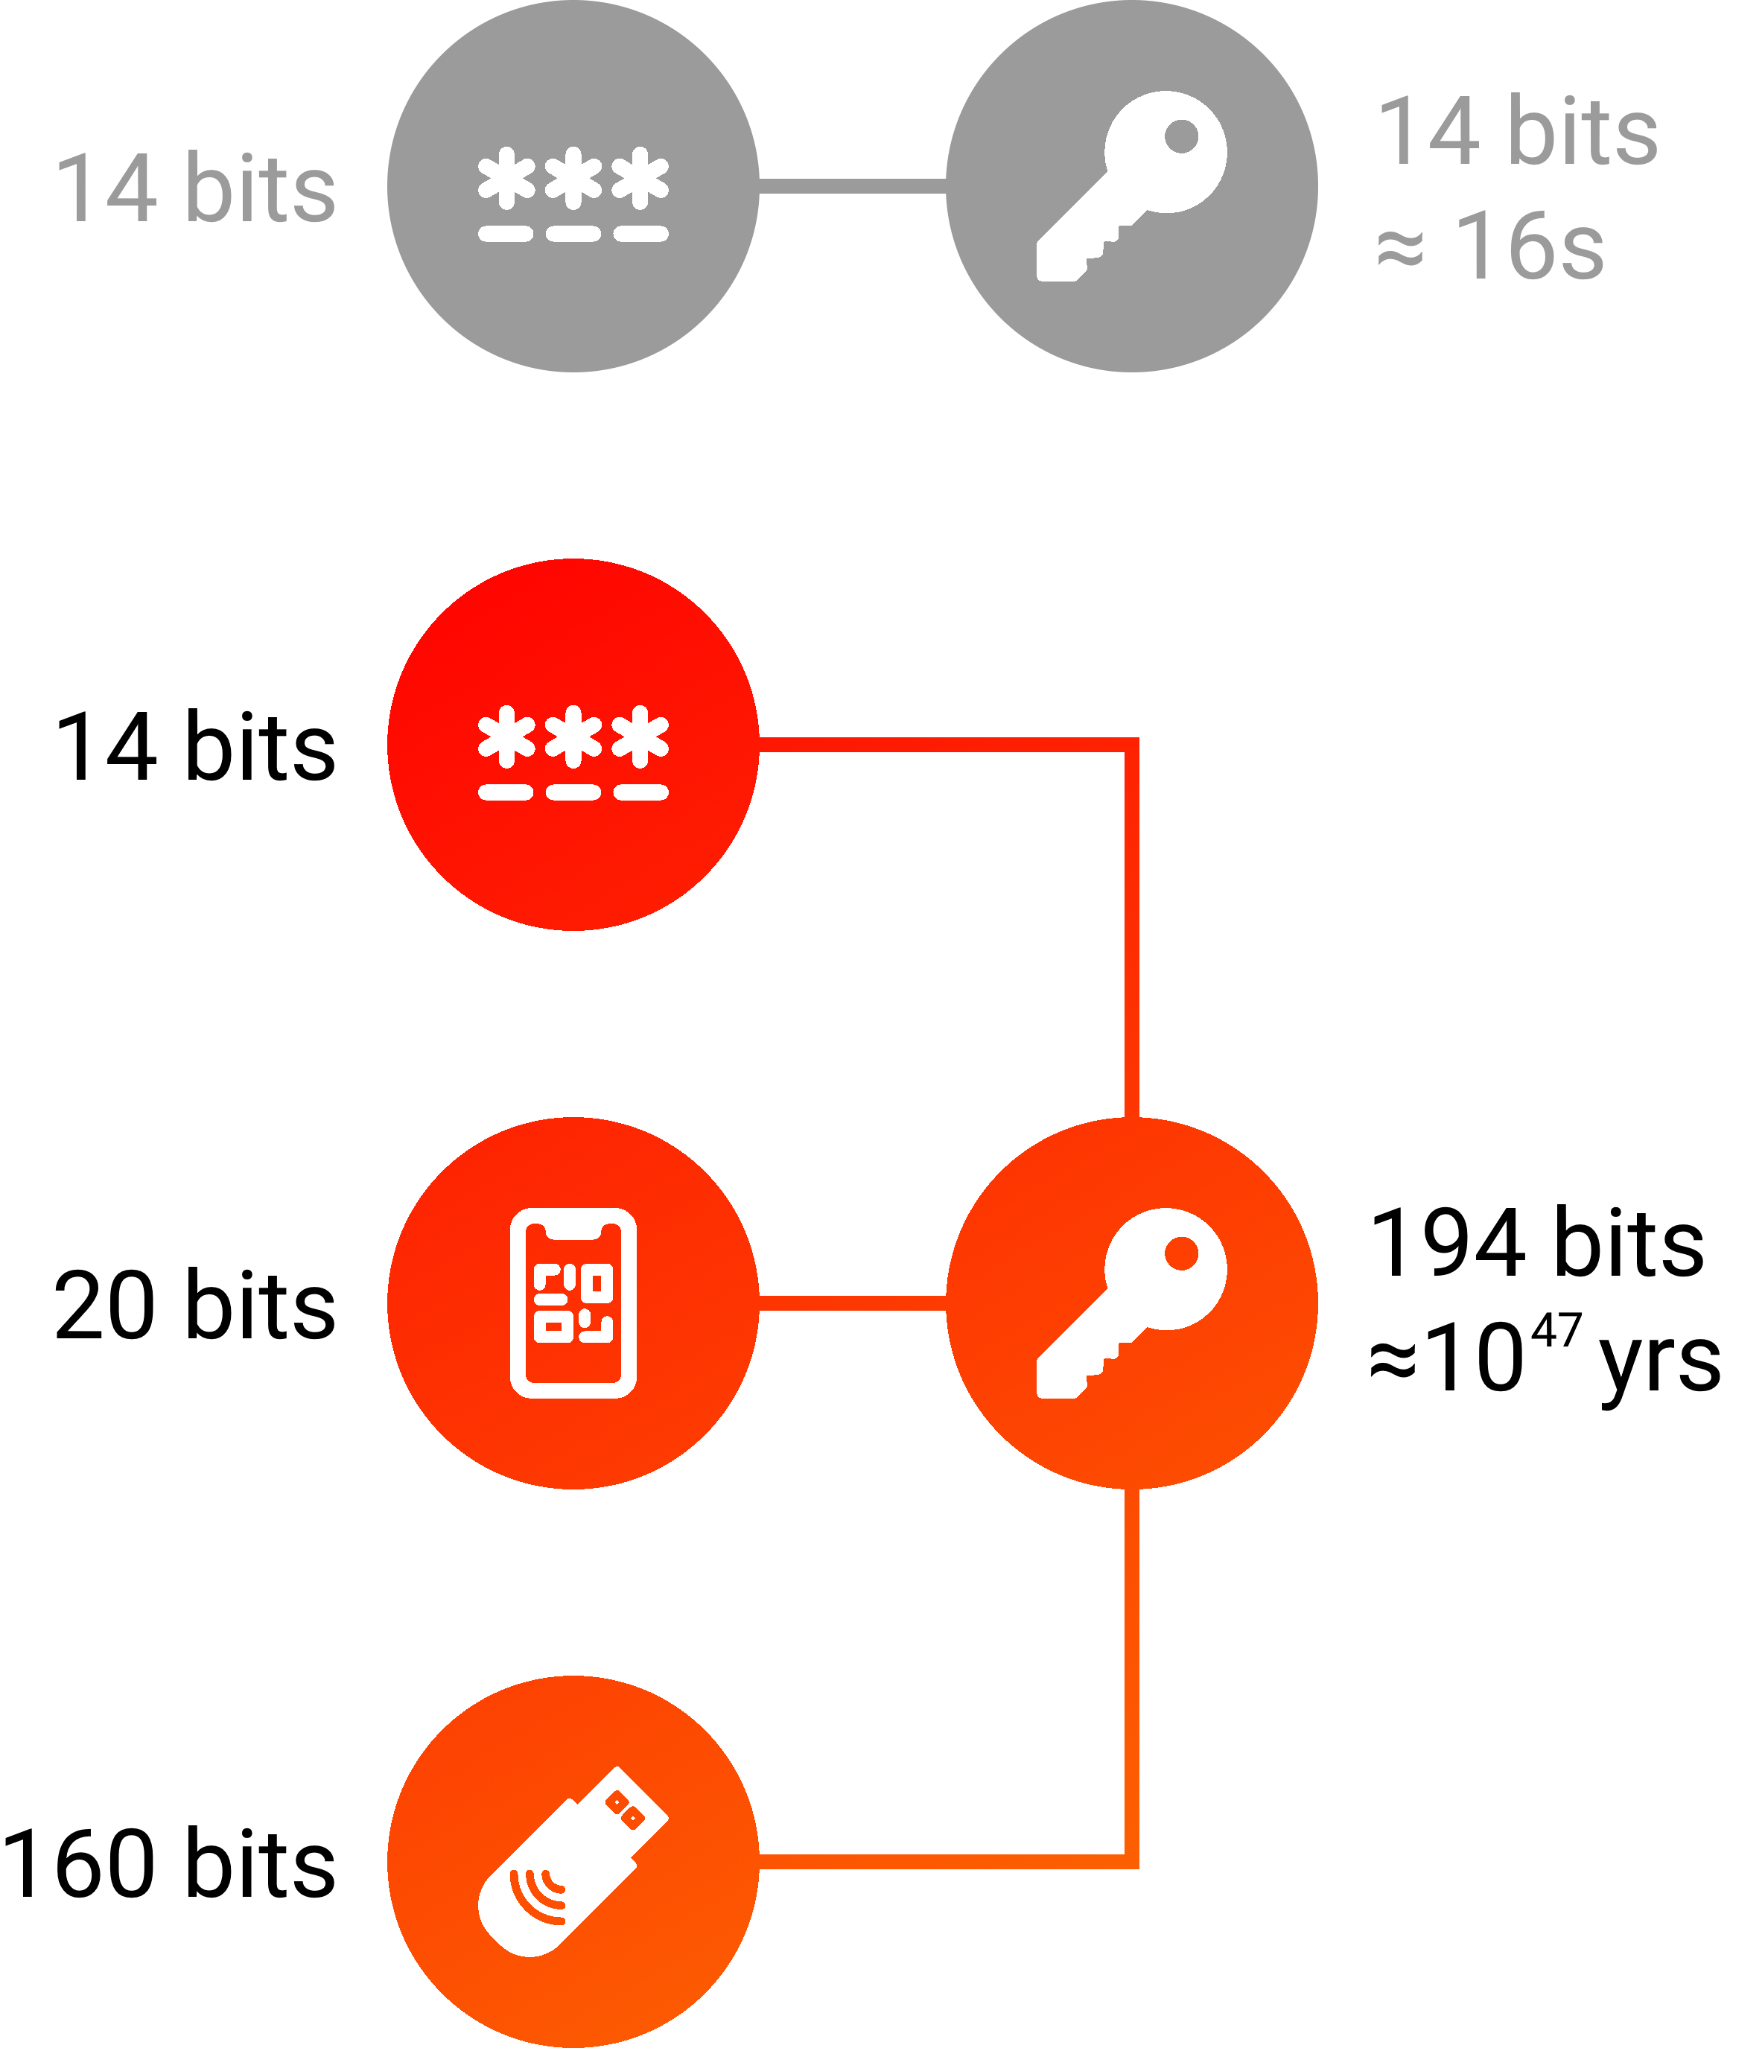 14 bits
14 bits
≈ 16s
14 bits
20 bits
194 bits
≈10⁴⁷ yrs
160 bits